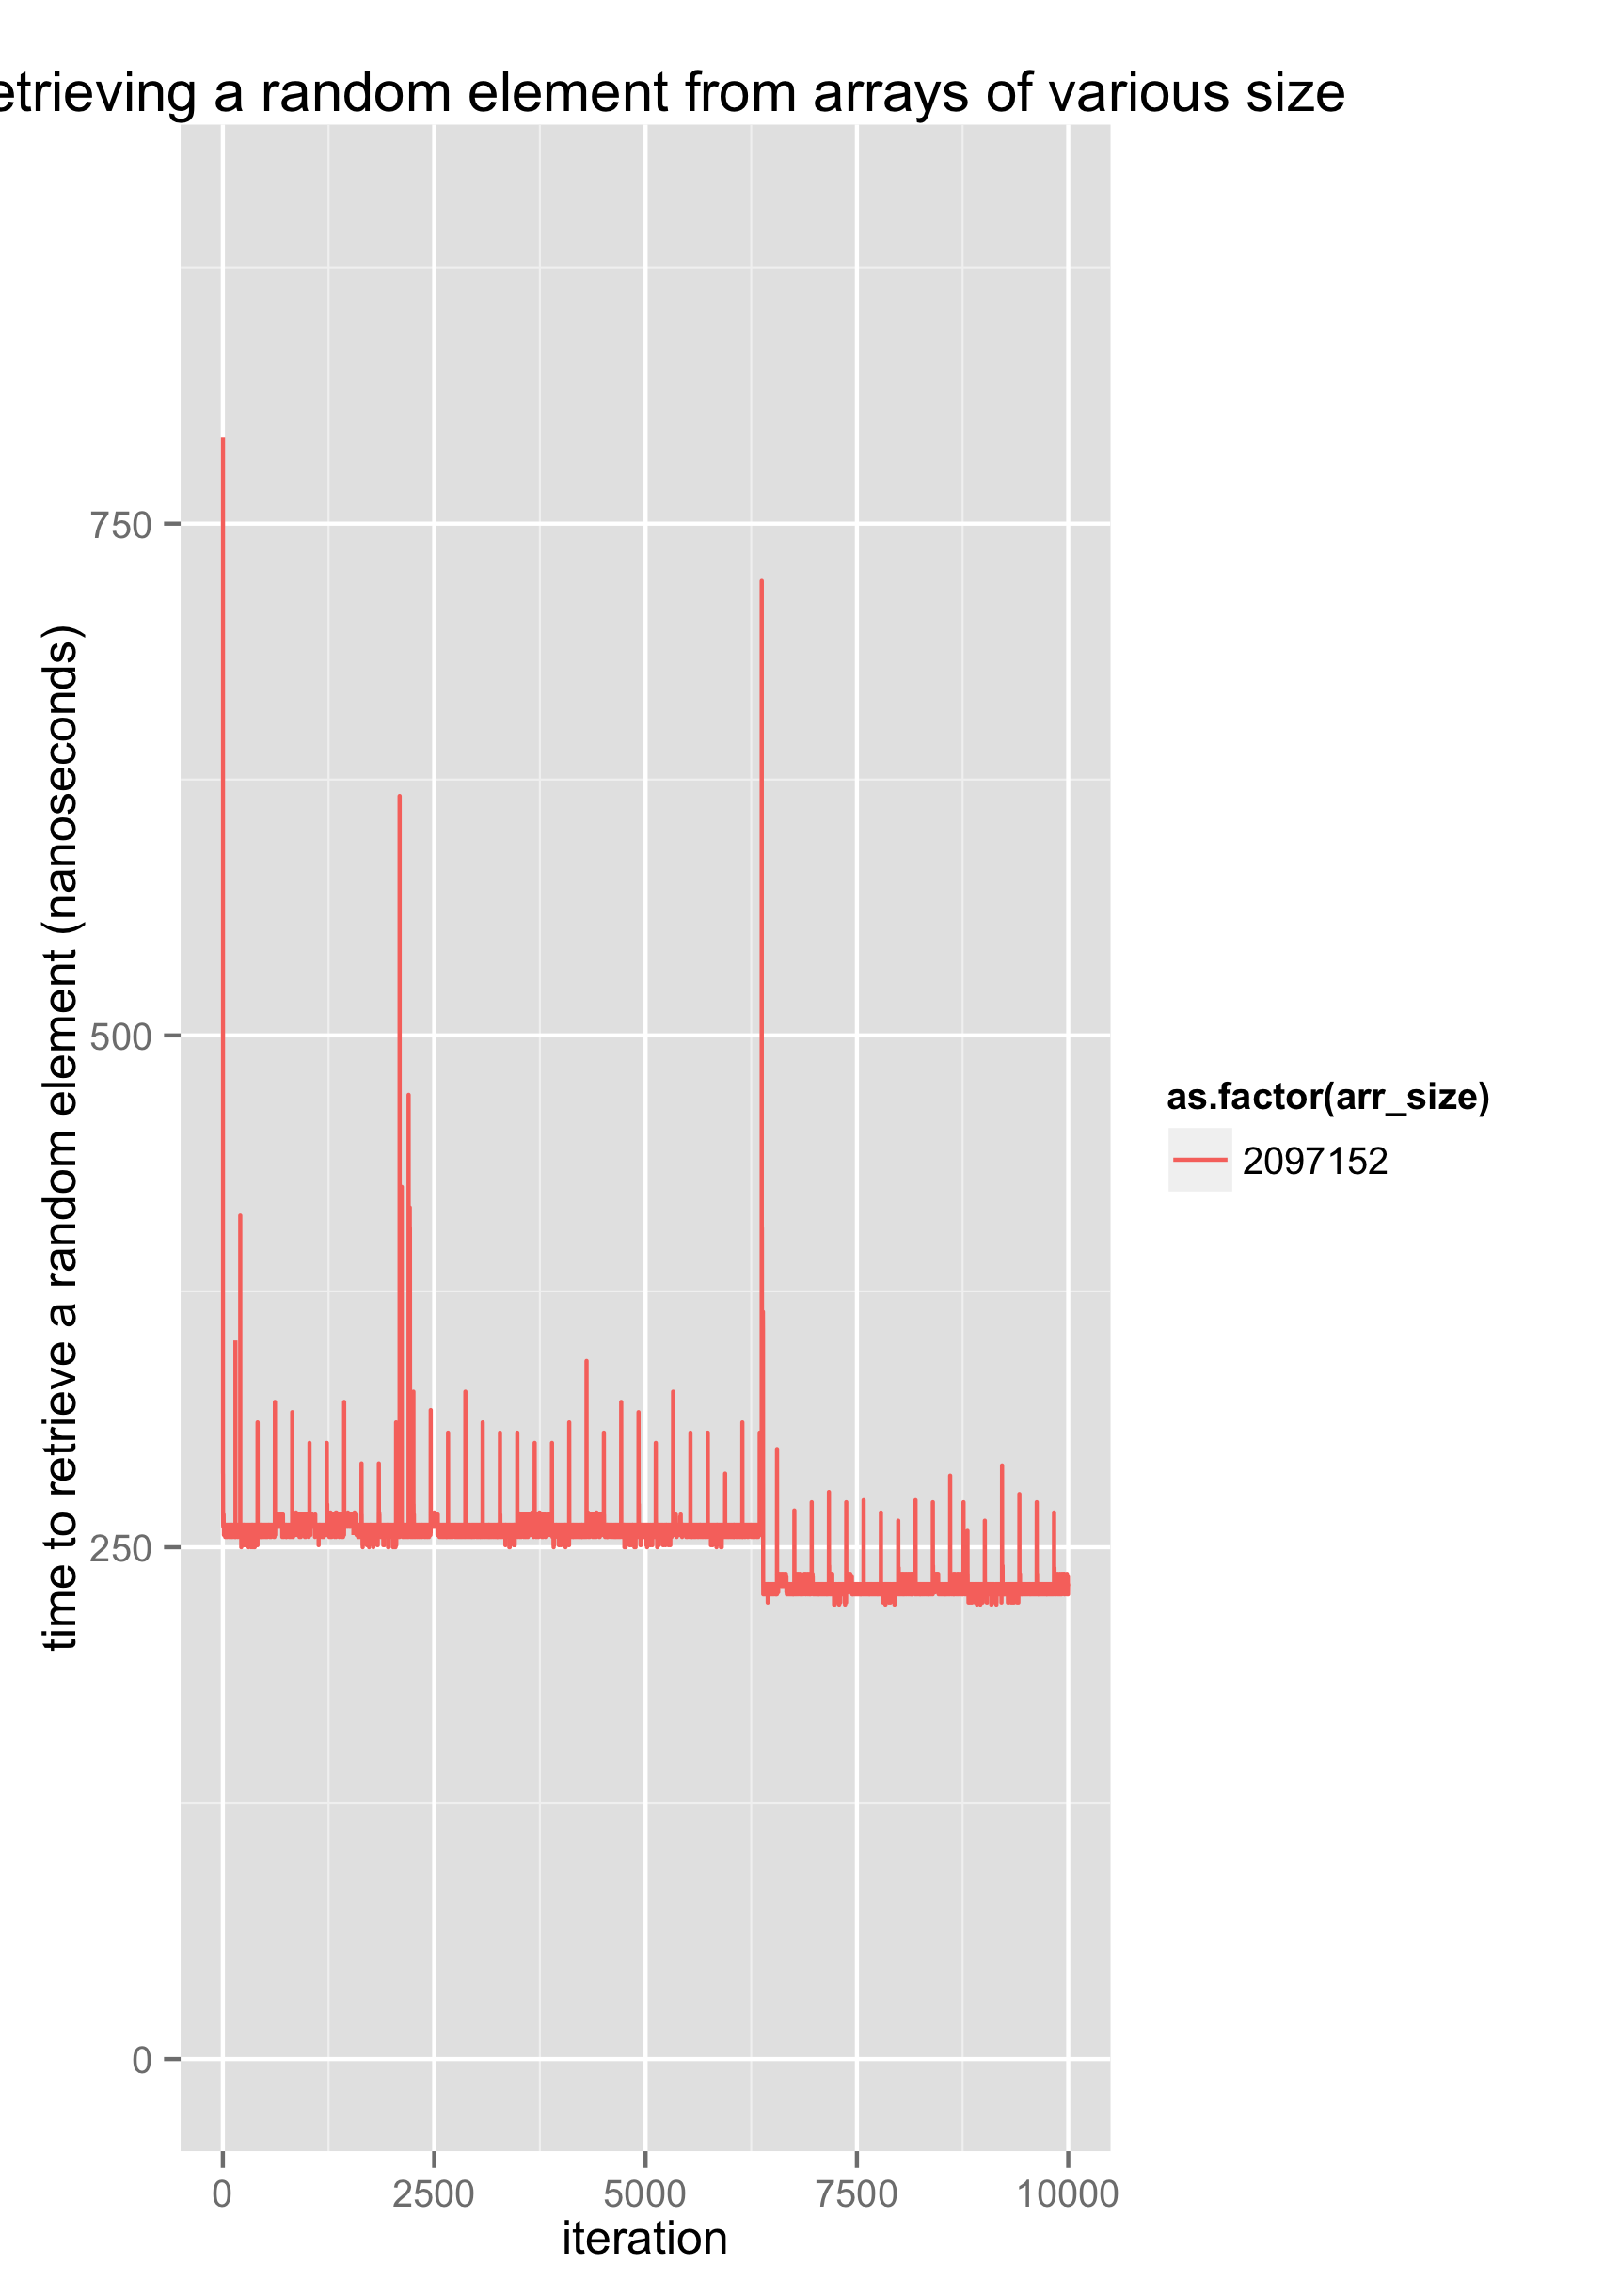 etrieving a random element from arrays of various size
time to retrieve a random element (nanoseconds)
750
500
250
0
0 2500 5000 7500 10000
iteration
as.factor(arr_size)
2097152